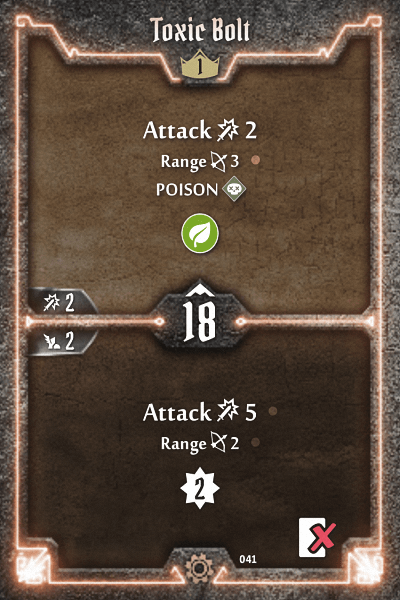 Toxic Bolt
1
Attack 2
Range 3
POISON
2
18
2
Attack 5
Range 2
2
041